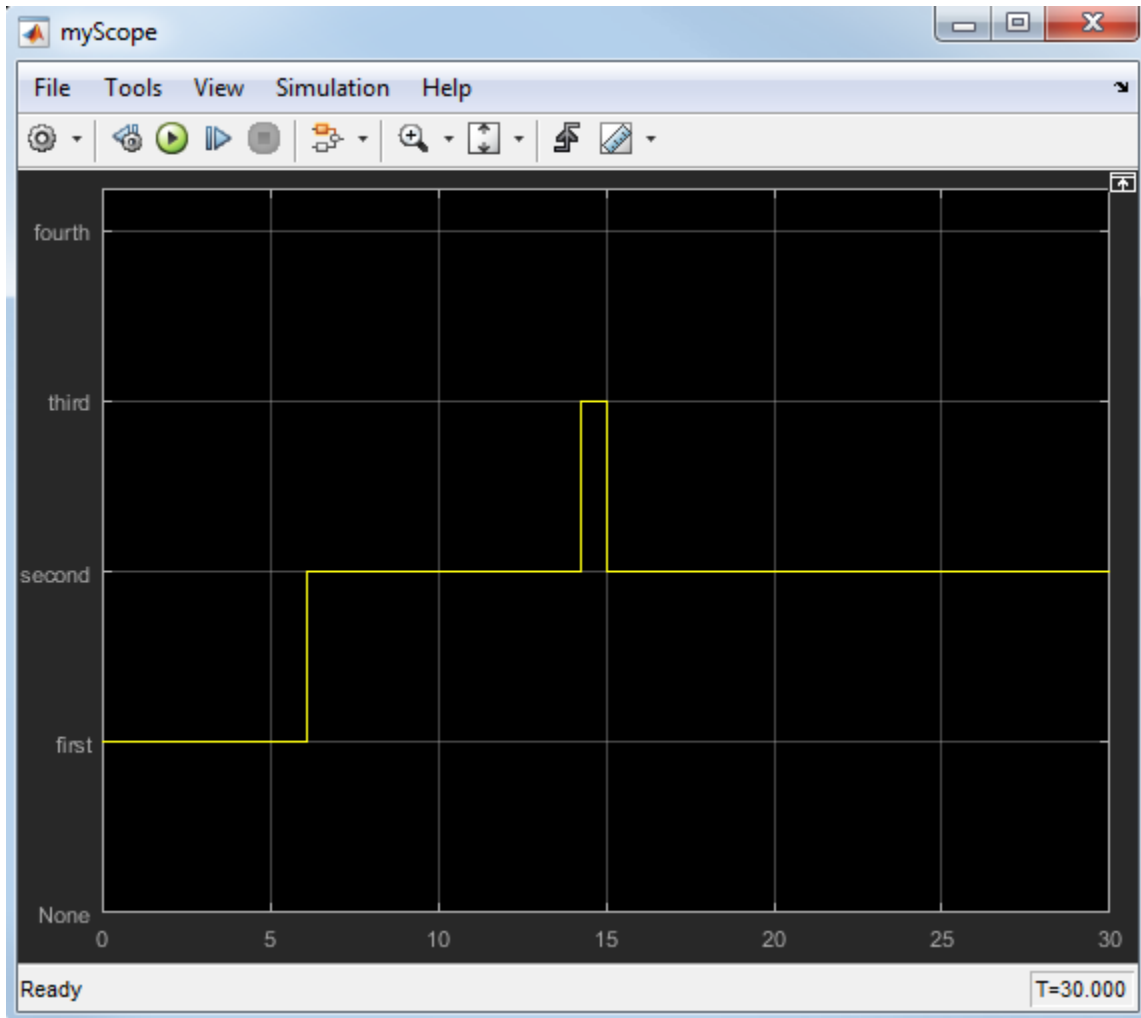 myScope
File Tools View Simulation Help
fourth
third
second
first
None
0 5 10 15 20 25 30
Ready T=30.000